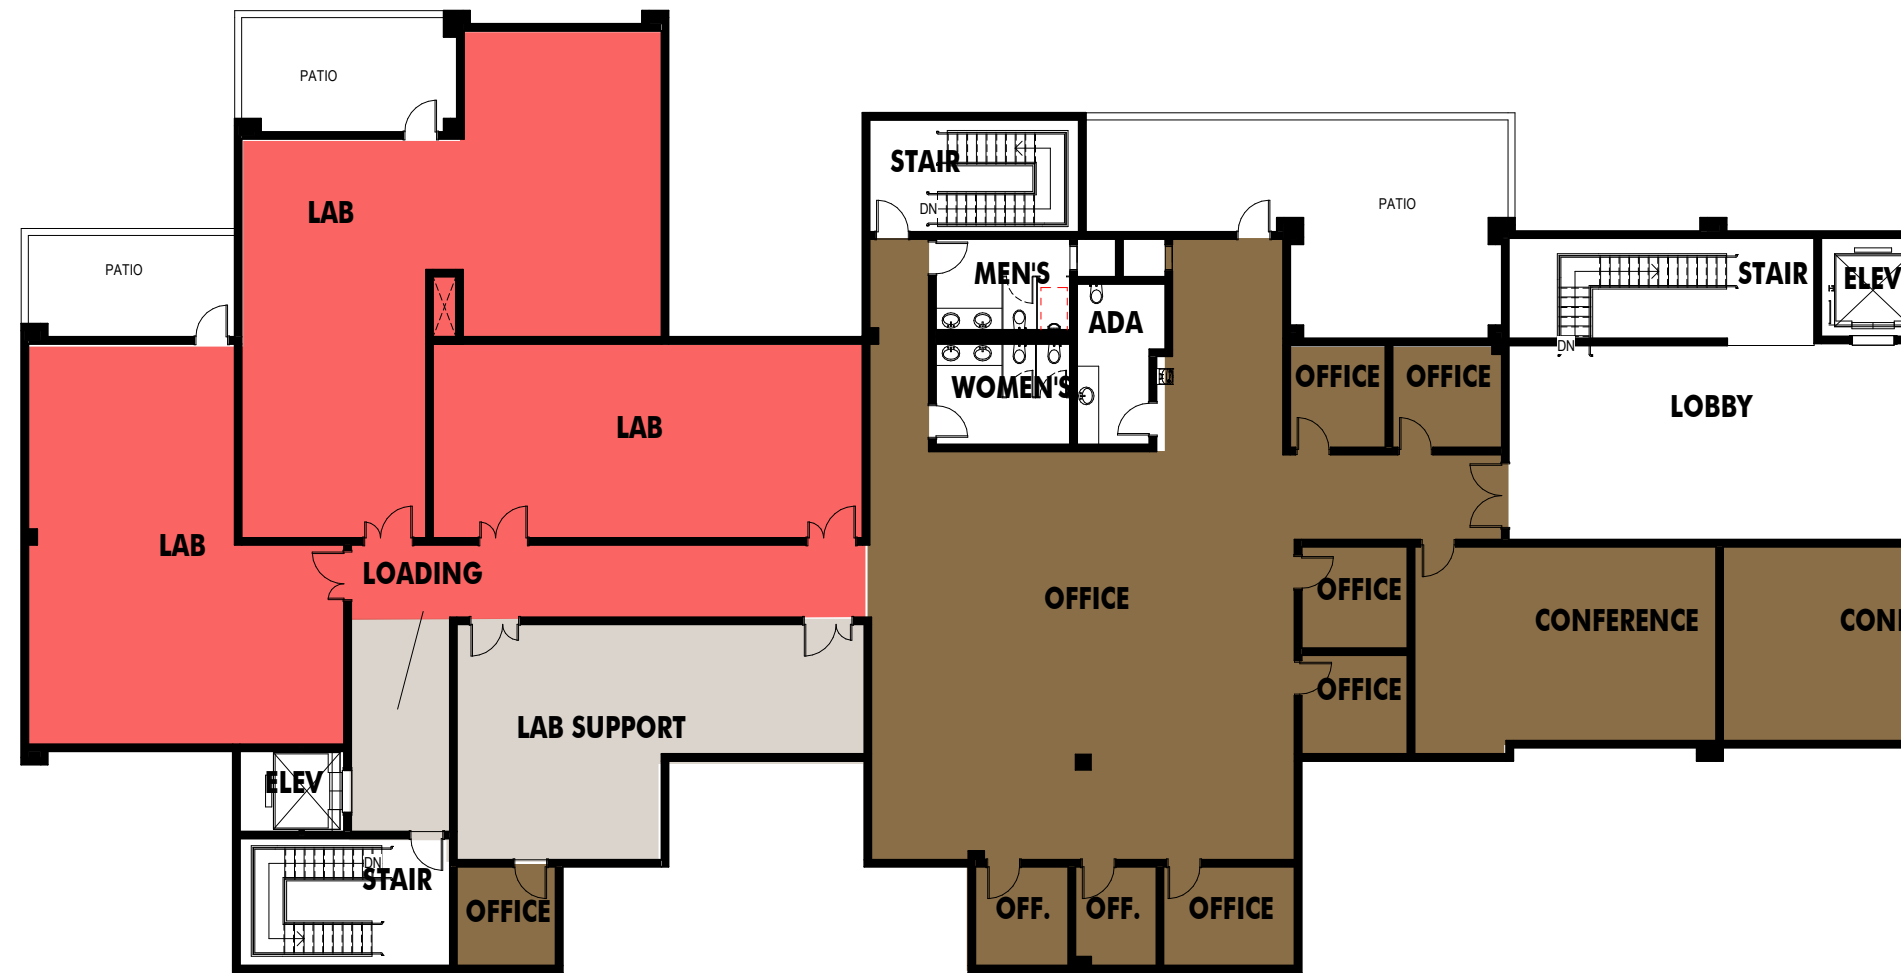 PATIO
LAB
STAIR
DN
PATIO
PATIO
MEN'S
STAIR
ELEV
ADA
DN
OFFICE
OFFICE
WOMEN'S
LOBBY
LAB
LAB
LOADING
OFFICE
OFFICE
CONFERENCE
OFFICE
LAB SUPPORT
ELEV
DN
STAIR
OFFICE
OFF.
OFF.
OFFICE